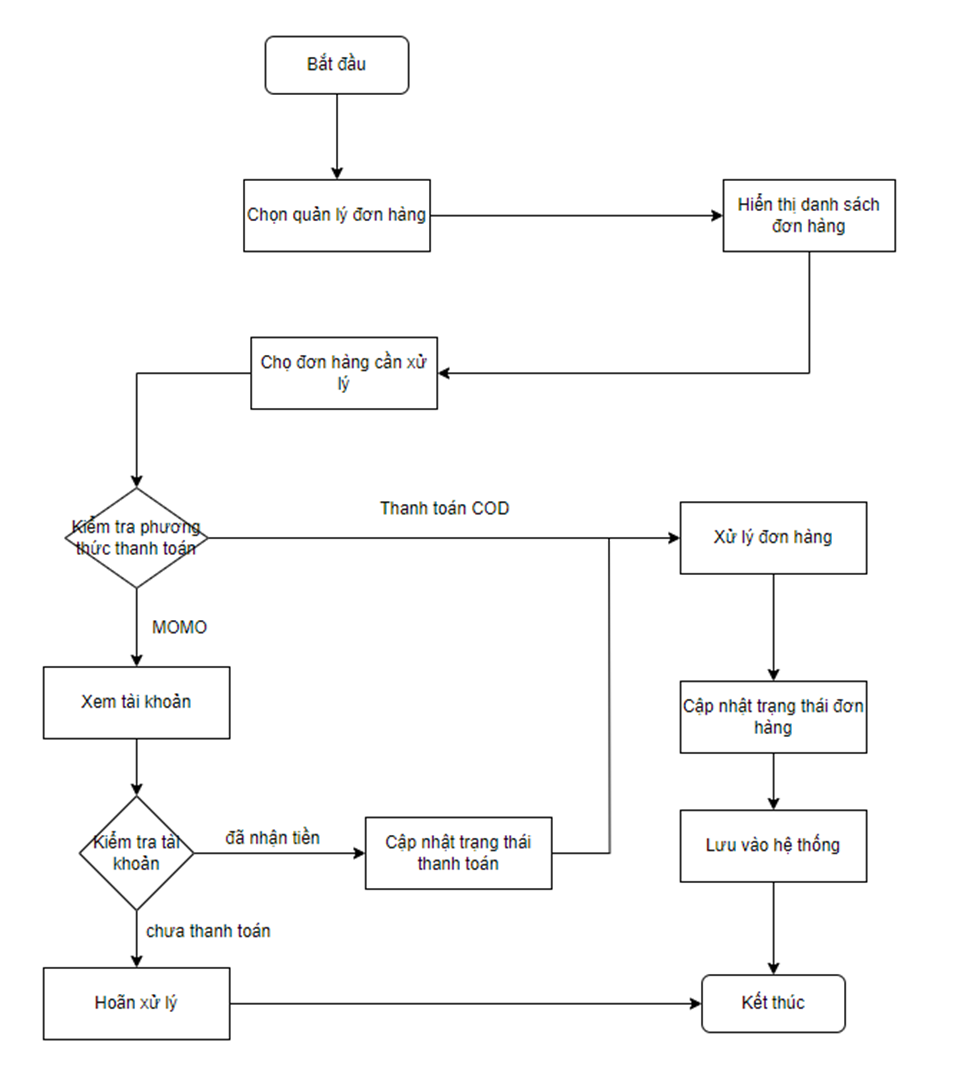 Bắt đầu
Chọn quản lý đơn hàng
Hiển thị danh sách
đơn hàng
Chọ đơn hàng cần xử
lý
Kiểm tra phương
thức thanh toán
Thanh toán COD
Xử lý đơn hàng
MOMO
Xem tài khoản
Cập nhật trạng thái đơn
hàng
Kiểm tra tài
khoản
đã nhận tiền
Cập nhật trạng thái
thanh toán
Lưu vào hệ thống
chưa thanh toán
Hoãn xử lý
Kết thúc